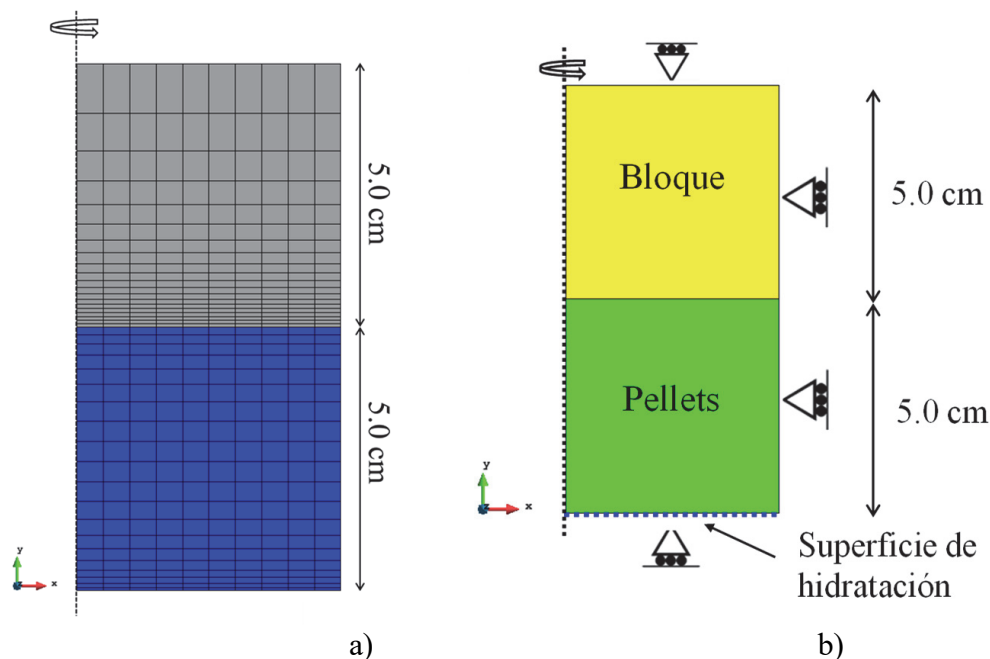 5.0 cm
5.0 cm
y
x
a)
Bloque
5.0 cm
Pellets
5.0 cm
y
x
Superficie de
hidratación
b)